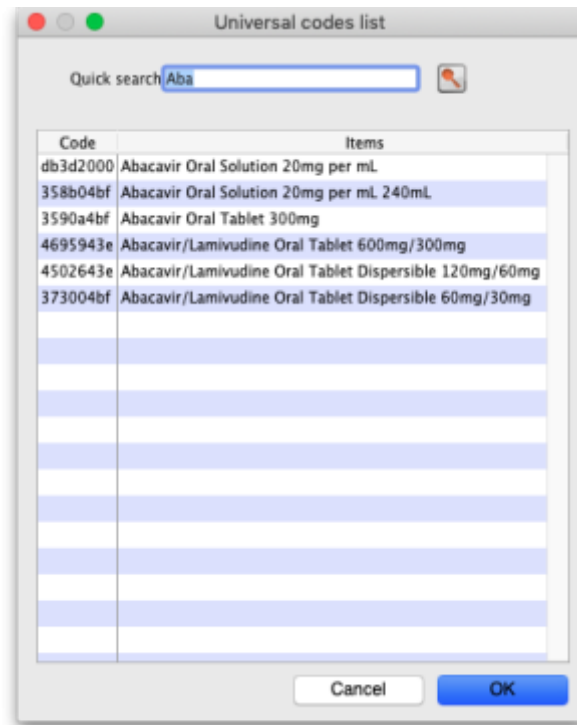 Universal codes list
Quick search Aba
Code Items
db3d2000 Abacavir Oral Solution 20mg per mL
358b04bf Abacavir Oral Solution 20mg per mL 240mL
3590a4bf Abacavir Oral Tablet 300mg
4695943e Abacavir/Lamivudine Oral Tablet 600mg/300mg
4502643e Abacavir/Lamivudine Oral Tablet Dispersible 120mg/60mg
373004bf Abacavir/Lamivudine Oral Tablet Dispersible 60mg/30mg
Cancel OK